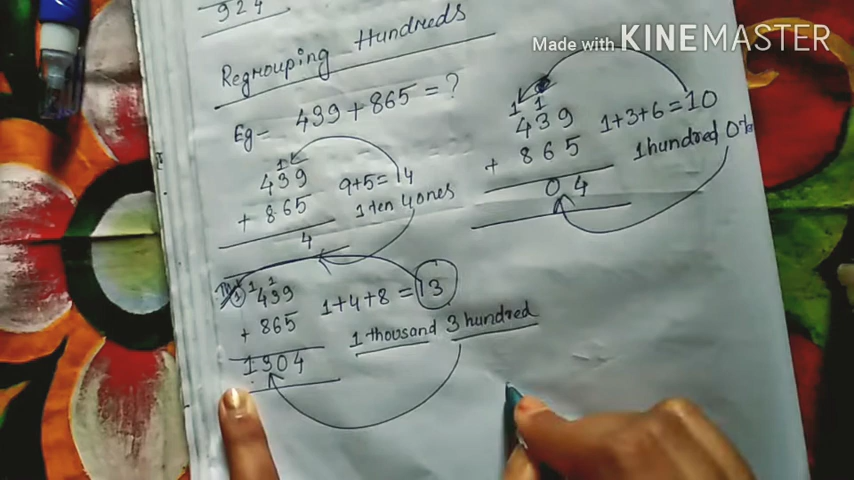 924
Regrouping Hundreds
Eg- 439+865=?
1
439
+ 865
4
9+5=14
1 ten 4 ones
1 1
439
+ 865
04
1+3+6=10
1 hundred 0
1 1 1
439
+ 865
1304
1+4+8=13
1 thousand 3 hundred
Made with KINEMASTER